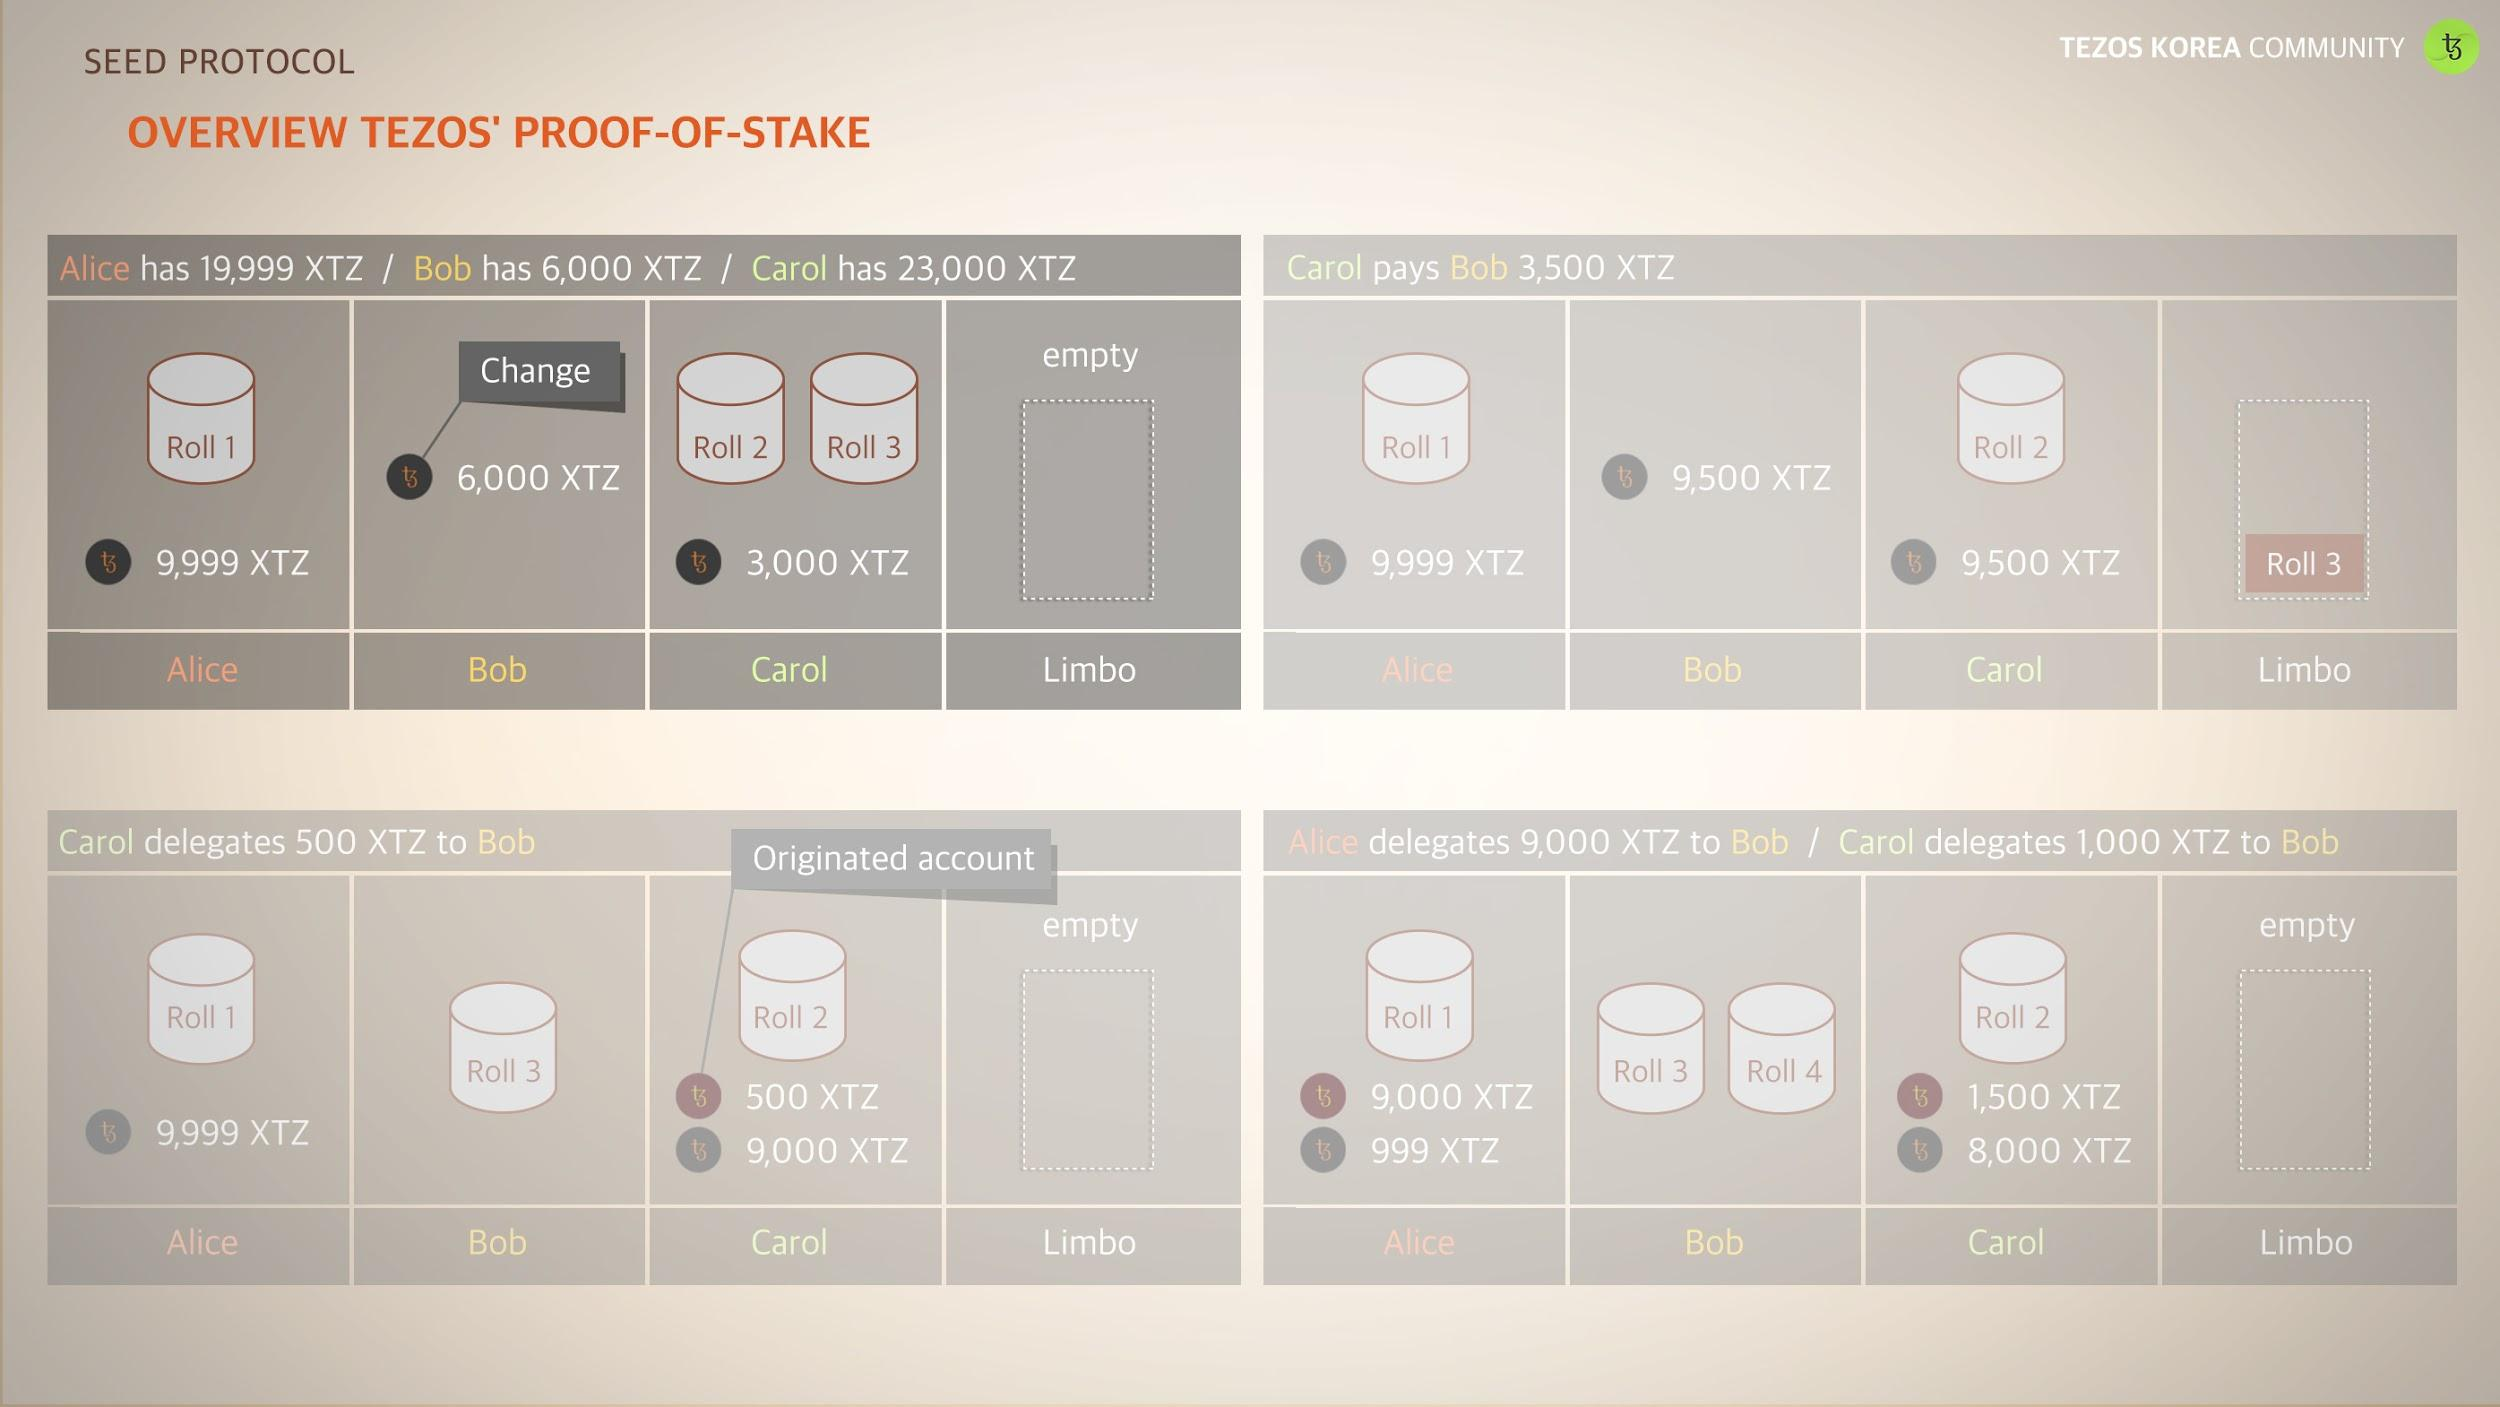 SEED PROTOCOL
TEZOS KOREA COMMUNITY
OVERVIEW TEZOS' PROOF-OF-STAKE
Alice has 19,999 XTZ / Bob has 6,000 XTZ / Carol has 23,000 XTZ
Change
empty
Roll 1
Roll 2
Roll 3
6,000 XTZ
9,999 XTZ
3,000 XTZ
Alice
Bob
Carol
Limbo
Carol pays Bob 3,500 XTZ
Roll 1
Roll 2
9,500 XTZ
9,999 XTZ
9,500 XTZ
Roll 3
Alice
Bob
Carol
Limbo
Carol delegates 500 XTZ to Bob
Originated account
empty
Roll 1
Roll 2
Roll 3
500 XTZ
9,999 XTZ
9,000 XTZ
Alice
Bob
Carol
Limbo
Alice delegates 9,000 XTZ to Bob / Carol delegates 1,000 XTZ to Bob
empty
Roll 1
Roll 2
Roll 3
Roll 4
9,000 XTZ
1,500 XTZ
999 XTZ
8,000 XTZ
Alice
Bob
Carol
Limbo